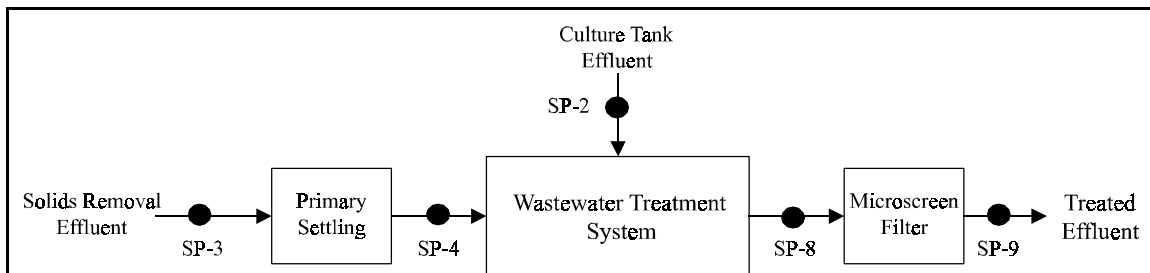 Culture Tank
Effluent
SP-2
Solids Removal
Effluent
SP-3
Primary
Settling
SP-4
Wastewater Treatment
System
SP-8
Microscreen
Filter
SP-9
Treated
Effluent